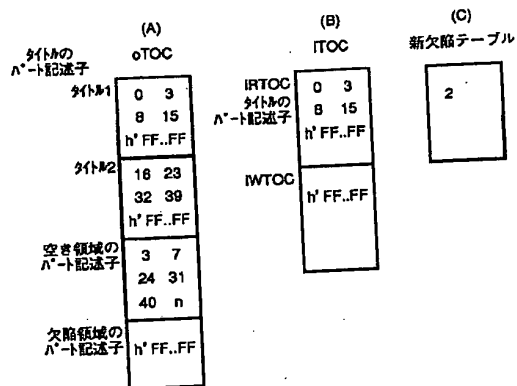 (A)
oTOC
タイトルの
パート記述子
タイトル1
0 3
8 15
h' FF..FF
タイトル2
16 23
32 39
h' FF..FF
空き領域の
パート記述子
3 7
24 31
40 n
欠陥領域の
パート記述子
h' FF..FF
(B)
ITOC
IRTOC
タイトルの
パート記述子
0 3
8 15
h' FF..FF
IWTOC
h' FF..FF
(C)
新欠陥テーブル
2